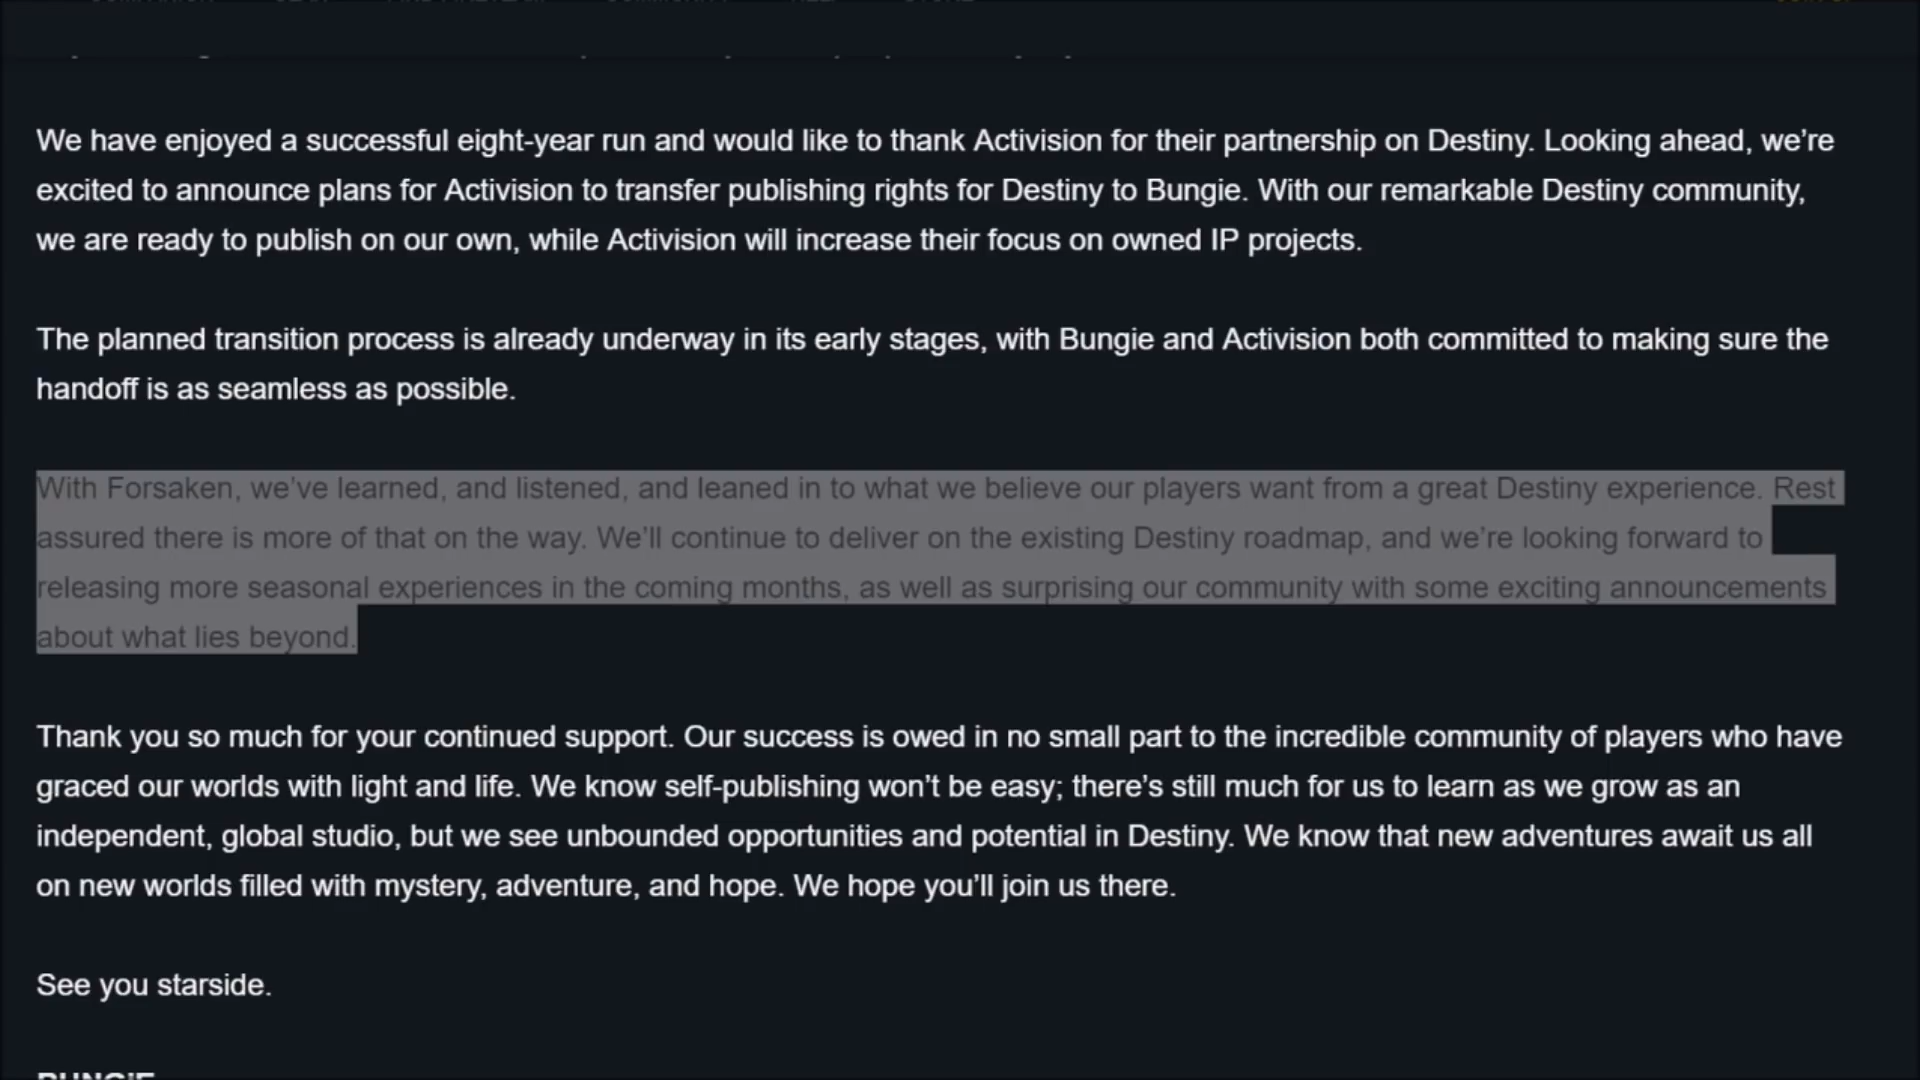 We have enjoyed a successful eight-year run and would like to thank Activision for their partnership on Destiny. Looking ahead, we’re
excited to announce plans for Activision to transfer publishing rights for Destiny to Bungie. With our remarkable Destiny community,
we are ready to publish on our own, while Activision will increase their focus on owned IP projects.
The planned transition process is already underway in its early stages, with Bungie and Activision both committed to making sure the
handoff is as seamless as possible.
With Forsaken, we’ve learned, and listened, and leaned in to what we believe our players want from a great Destiny experience. Rest
assured there is more of that on the way. We’ll continue to deliver on the existing Destiny roadmap, and we’re looking forward to
releasing more seasonal experiences in the coming months, as well as surprising our community with some exciting announcements
about what lies beyond.
Thank you so much for your continued support. Our success is owed in no small part to the incredible community of players who have
graced our worlds with light and life. We know self-publishing won’t be easy; there’s still much for us to learn as we grow as an
independent, global studio, but we see unbounded opportunities and potential in Destiny. We know that new adventures await us all
on new worlds filled with mystery, adventure, and hope. We hope you’ll join us there.
See you starside.